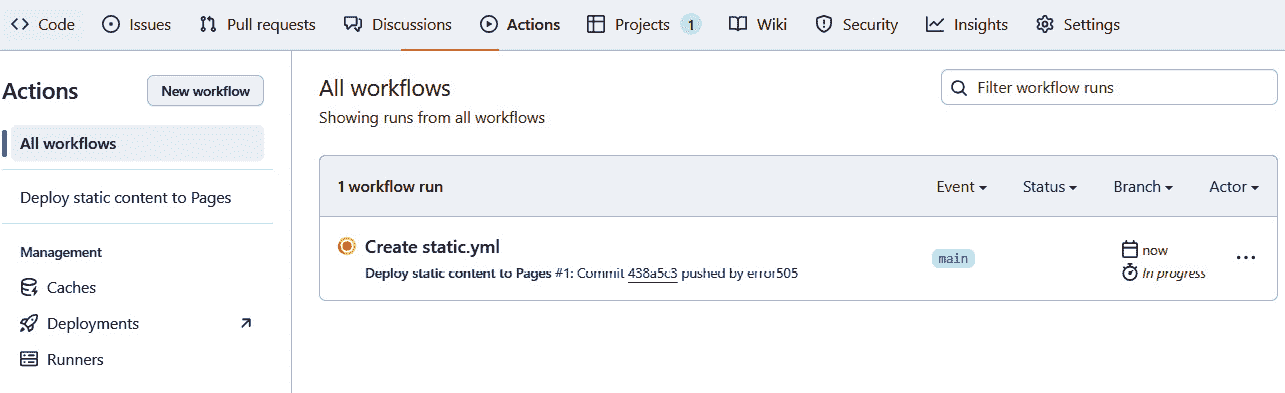 Code Issues Pull requests Discussions Actions Projects 1 Wiki Security Insights Settings
Actions
New workflow
All workflows
Deploy static content to Pages
Management
Caches
Deployments
Runners
All workflows
Showing runs from all workflows
Filter workflow runs
1 workflow run Event Status Branch Actor
Create static.yml
Deploy static content to Pages #1: Commit 438a5c3 pushed by error505
main
now
In progress